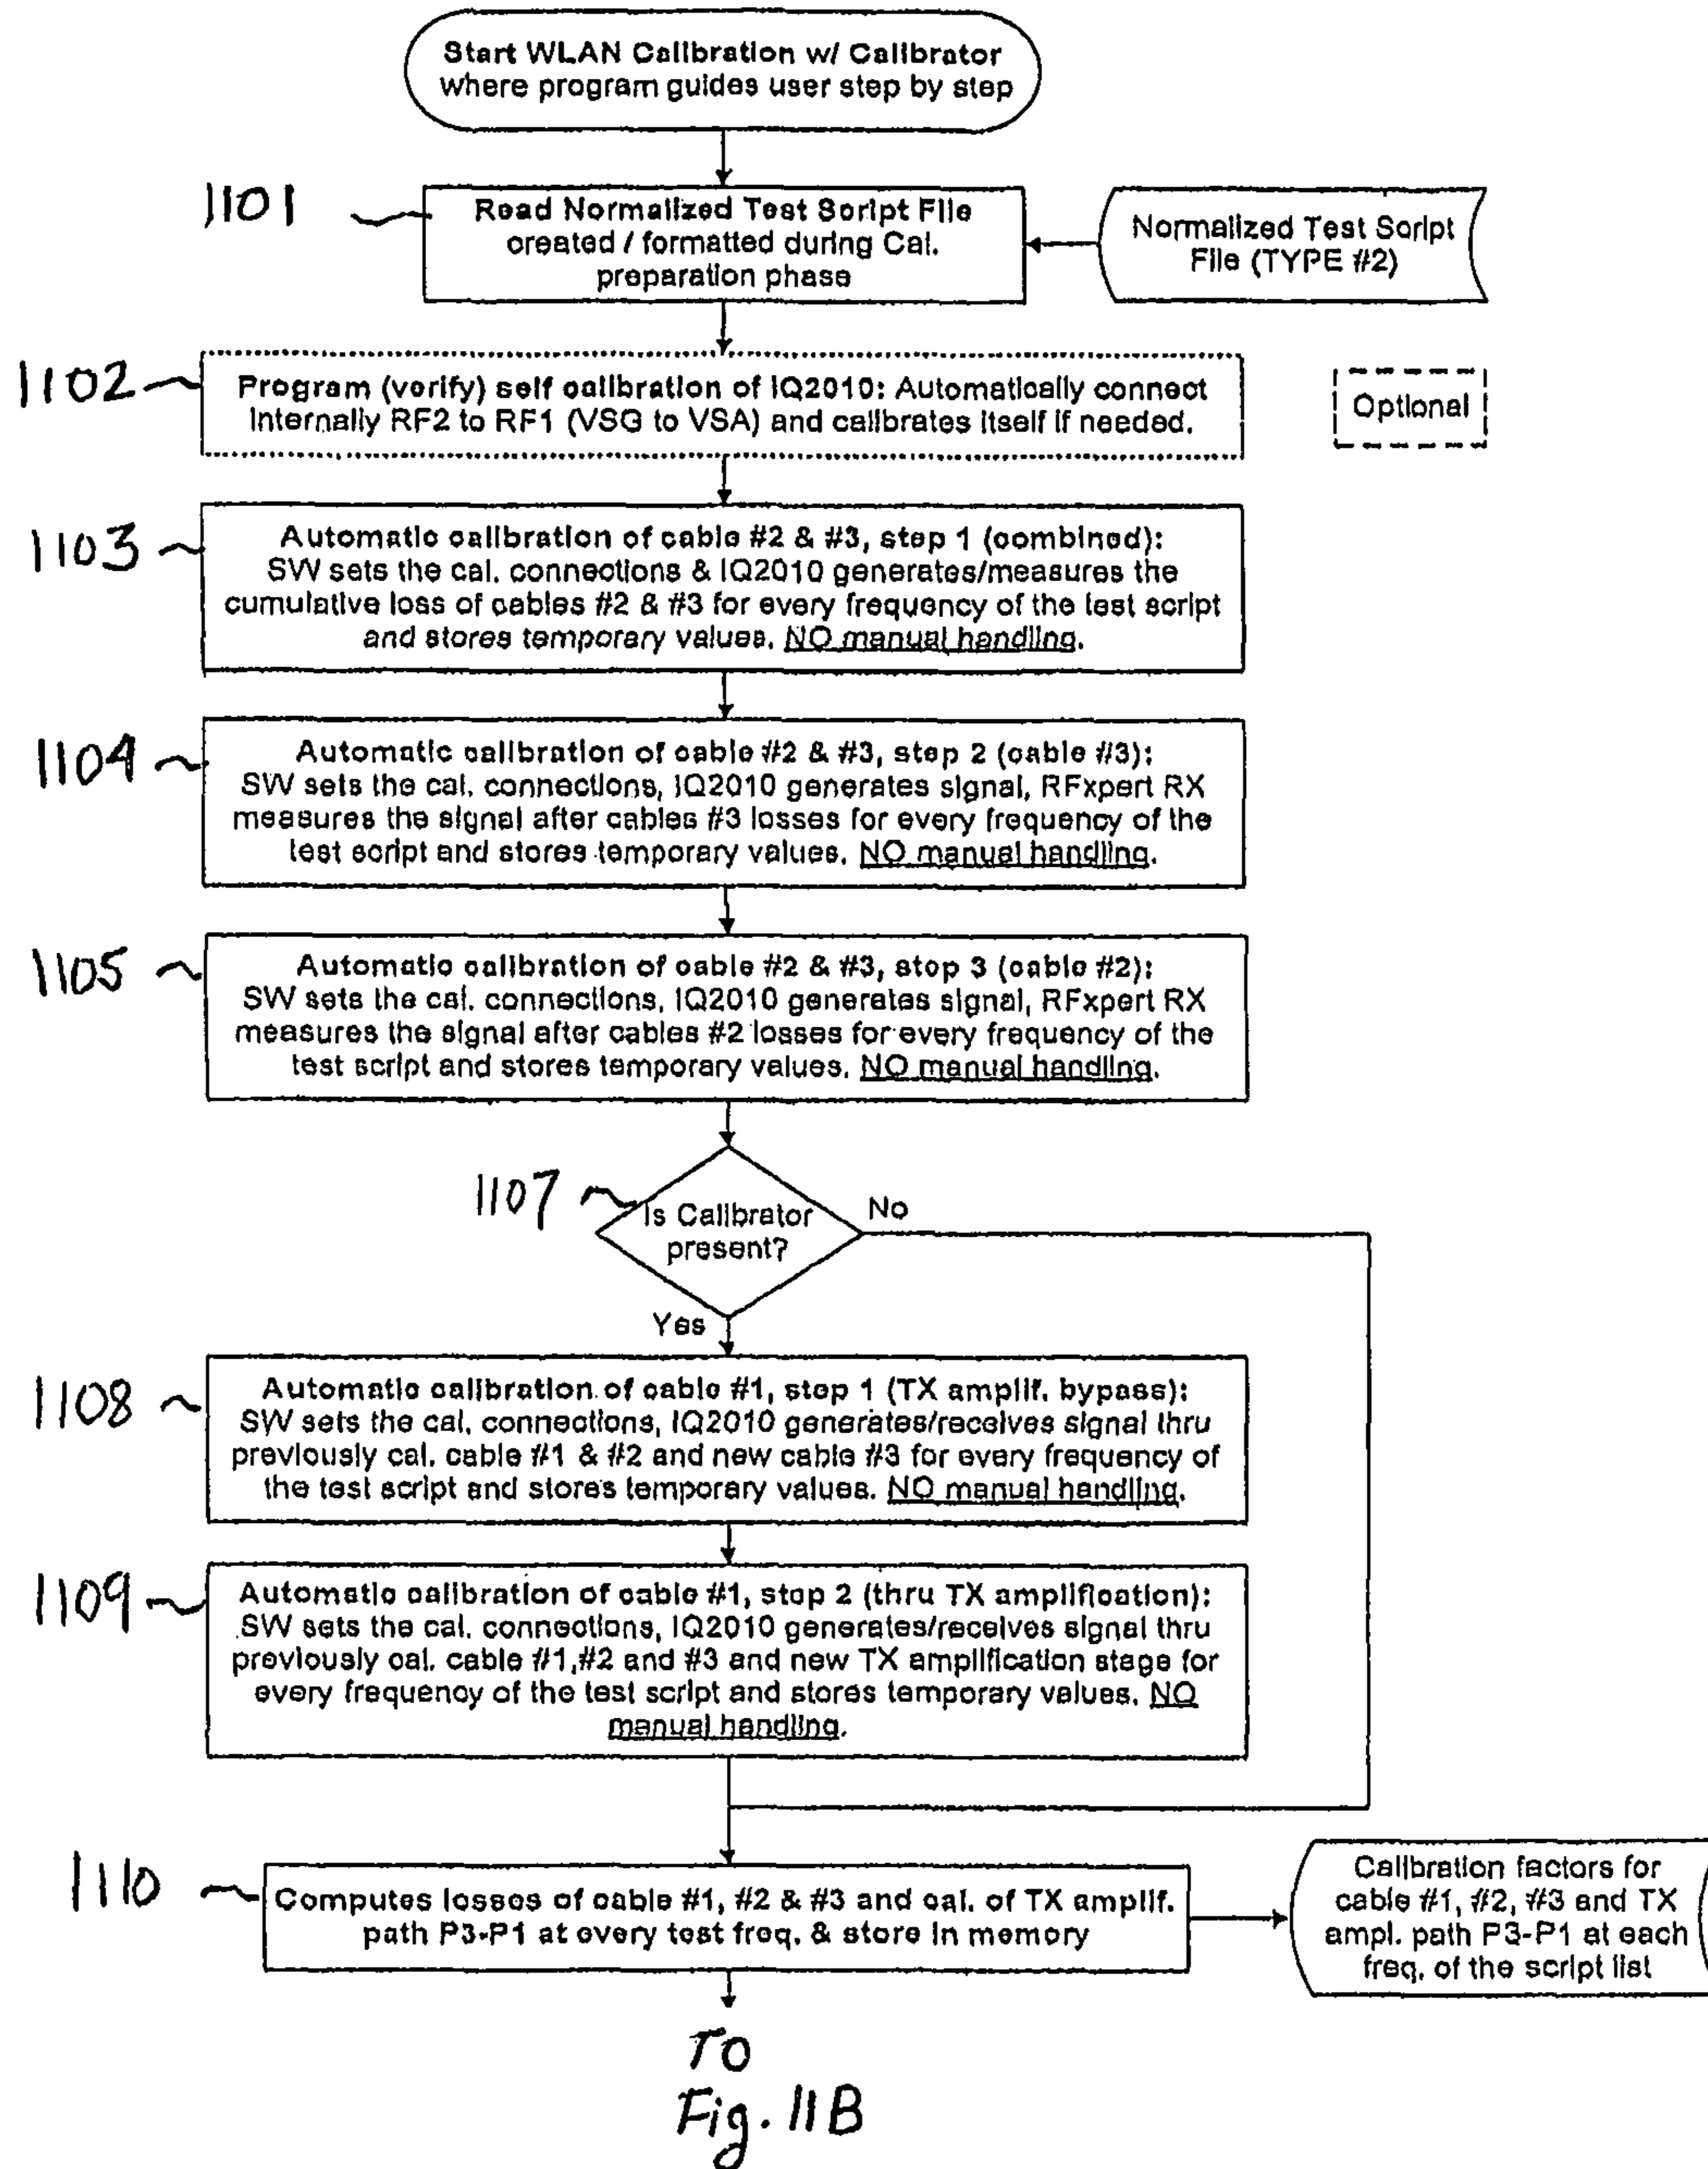 Start WLAN Calibration w/ Calibrator
where program guides user step by step
1101
Read Normalized Test Script File
created / formatted during Cal.
preparation phase
Normalized Test Script
File (TYPE #2)
1102
Program (verify) self calibration of IQ2010: Automatically connect
Internally RF2 to RF1 (VSG to VSA) and calibrates itself if needed.
Optional
1103
Automatic calibration of cable #2 & #3, step 1 (combined):
SW sets the cal. connections & IQ2010 generates/measures the
cumulative loss of cables #2 & #3 for every frequency of the test script
and stores temporary values. NO manual handling.
1104
Automatic calibration of cable #2 & #3, step 2 (cable #3):
SW sets the cal. connections, IQ2010 generates signal, RFxpert RX
measures the signal after cables #3 losses for every frequency of the
test script and stores temporary values. NO manual handling.
1105
Automatic calibration of cable #2 & #3, step 3 (cable #2):
SW sets the cal. connections, IQ2010 generates signal, RFxpert RX
measures the signal after cables #2 losses for every frequency of the
test script and stores temporary values. NO manual handling.
1107
Is Calibrator
present?
No
Yes
1108
Automatic calibration of cable #1, step 1 (TX amplif. bypass):
SW sets the cal. connections, IQ2010 generates/receives signal thru
previously cal. cable #1 & #2 and new cable #3 for every frequency of
the test script and stores temporary values. NO manual handling.
1109
Automatic calibration of cable #1, step 2 (thru TX amplification):
SW sets the cal. connections, IQ2010 generates/receives signal thru
previously cal. cable #1,#2 and #3 and new TX amplification stage for
every frequency of the test script and stores temporary values. NO
manual handling.
1110
Computes losses of cable #1, #2 & #3 and cal. of TX amplif.
path P3-P1 at every test freq. & store in memory
Calibration factors for
cable #1, #2, #3 and TX
ampl. path P3-P1 at each
freq. of the script list
TO
Fig. 11B